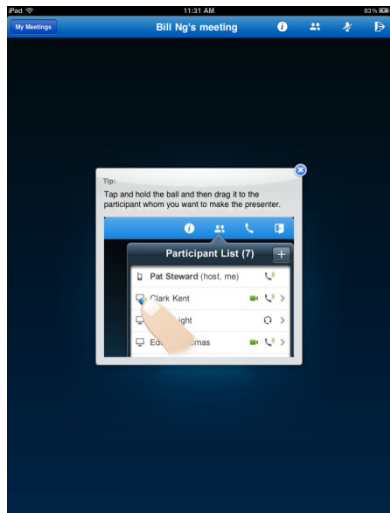 iPad 11:31 AM 83%
My Meetings Bill Ng's meeting
Tip:
Tap and hold the ball and then drag it to the
participant whom you want to make the presenter.
Participant List (7)
Pat Steward (host, me)
Clark Kent
ight
Ed omas